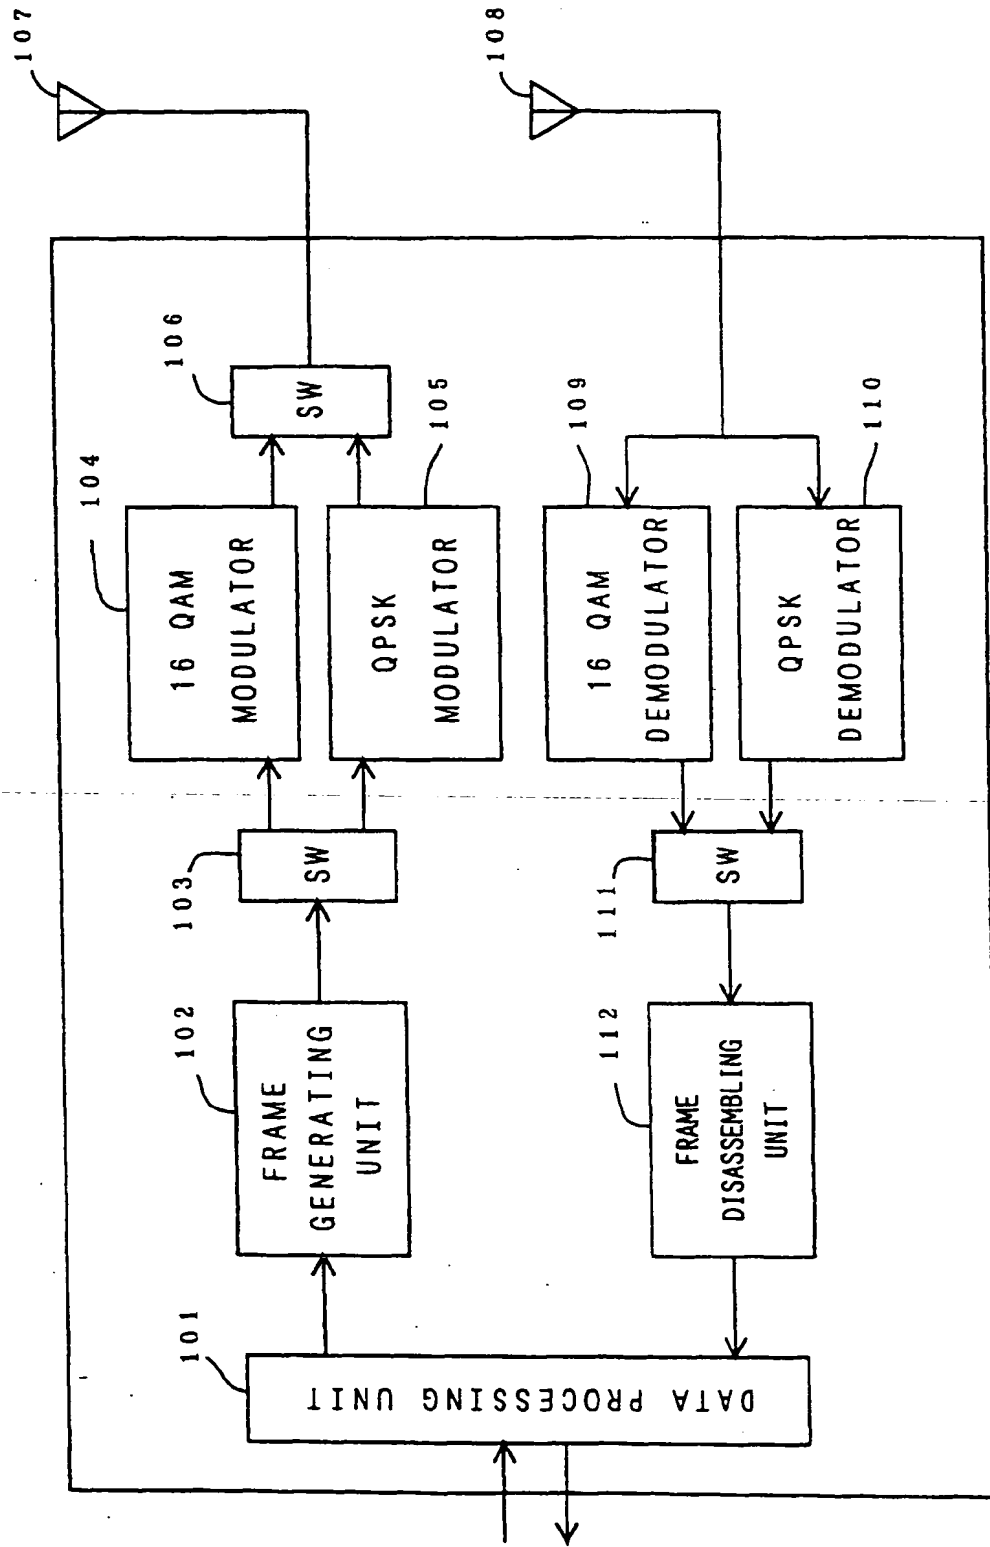 107
108
106
SW
104
16 QAM
MODULATOR
105
QPSK
MODULATOR
109
16 QAM
DEMODULATOR
110
QPSK
DEMODULATOR
103
SW
111
SW
102
FRAME
GENERATING
UNIT
112
FRAME
DISASSEMBLING
UNIT
101
DATA PROCESSING UNIT